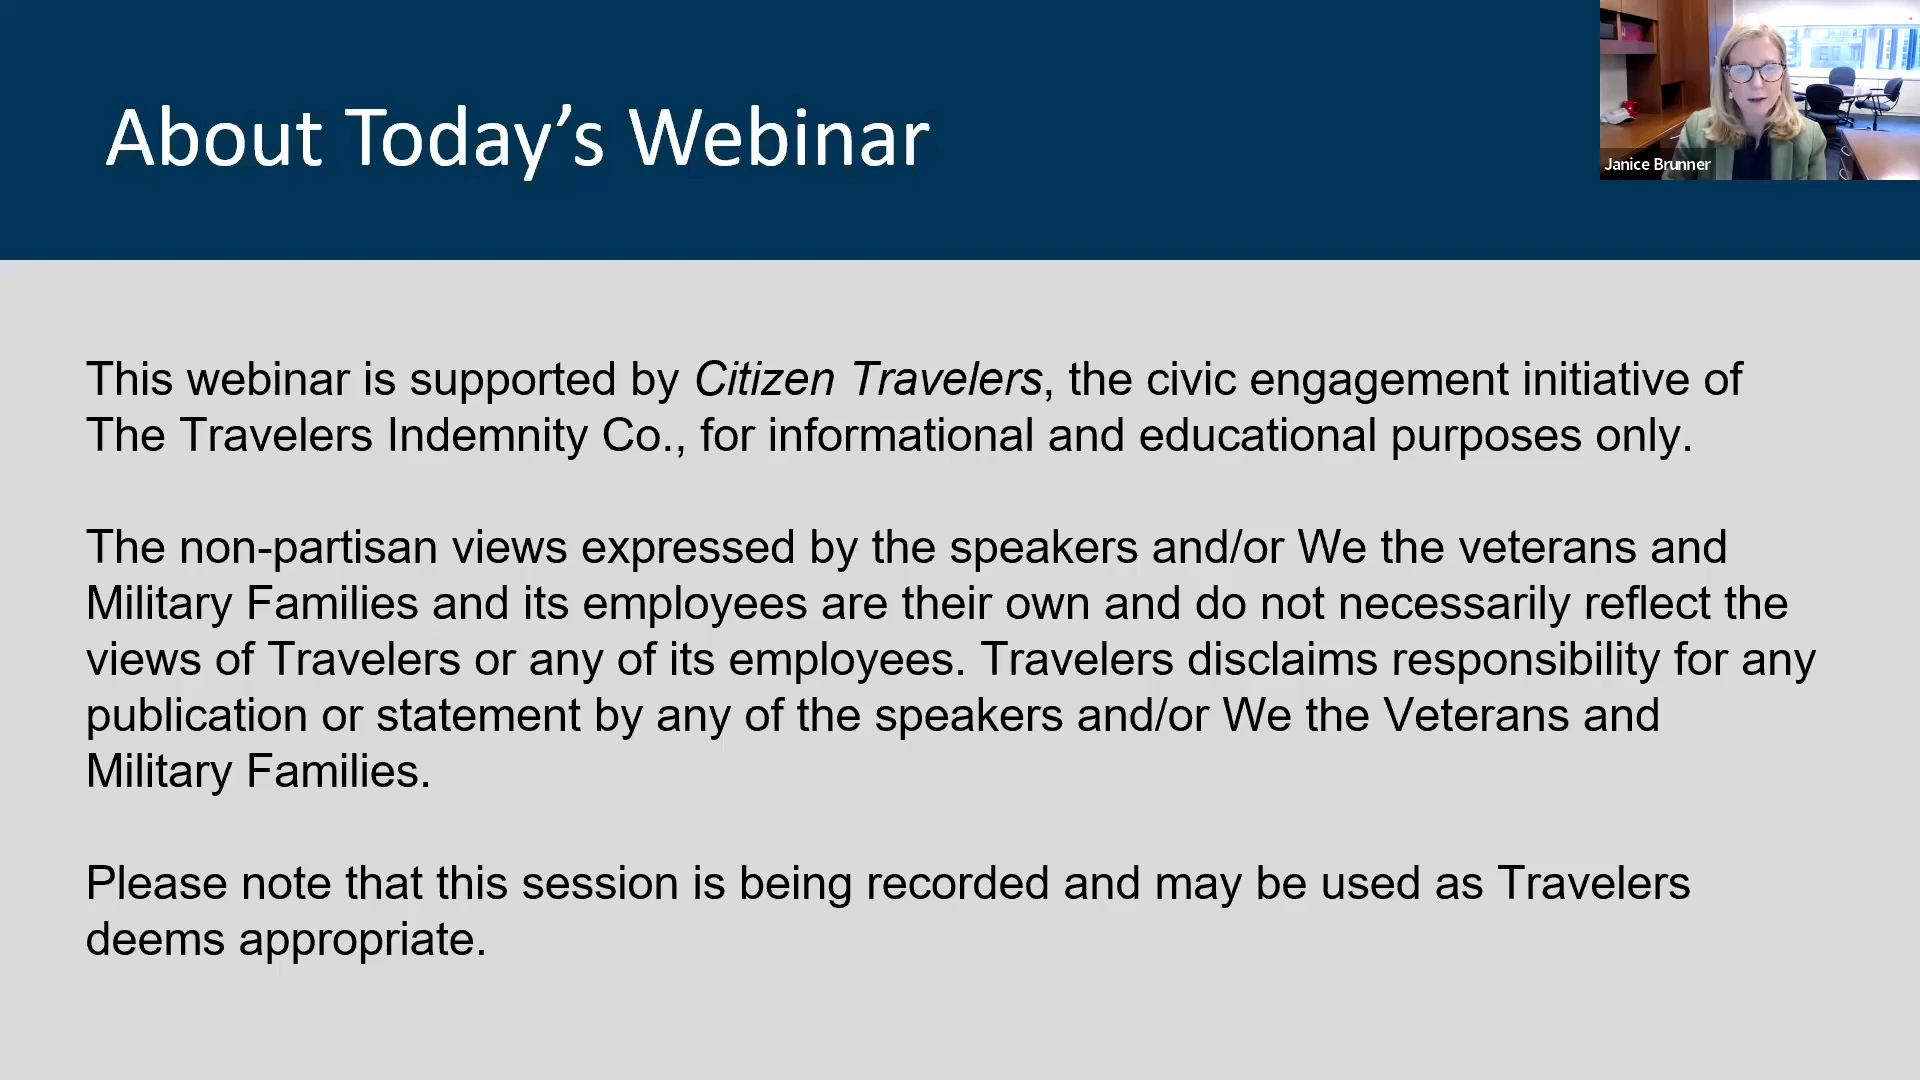 About Today’s Webinar
Janice Brunner
This webinar is supported by Citizen Travelers, the civic engagement initiative of
The Travelers Indemnity Co., for informational and educational purposes only.
The non-partisan views expressed by the speakers and/or We the veterans and
Military Families and its employees are their own and do not necessarily reflect the
views of Travelers or any of its employees. Travelers disclaims responsibility for any
publication or statement by any of the speakers and/or We the Veterans and
Military Families.
Please note that this session is being recorded and may be used as Travelers
deems appropriate.